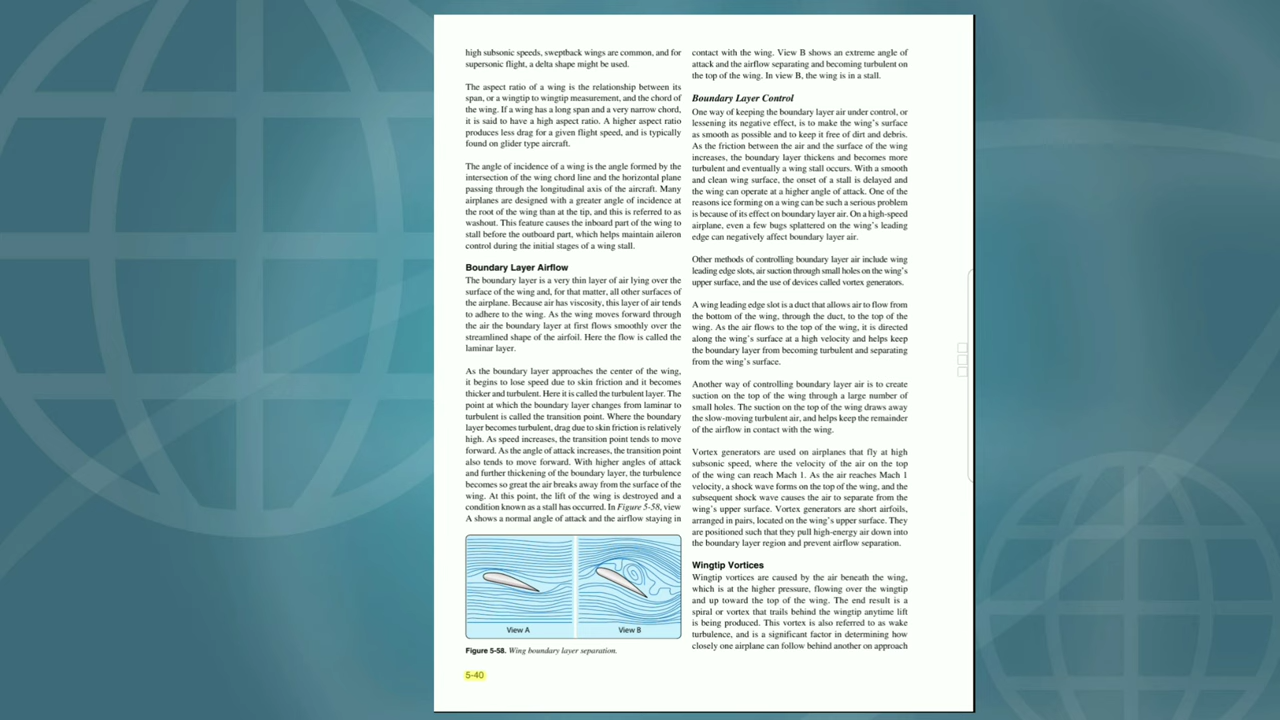 high subsonic speeds, sweptback wings are common, and for
supersonic flight, a delta shape might be used.
The aspect ratio of a wing is the relationship between its
span, or a wingtip to wingtip measurement, and the chord of
the wing. If a wing has a long span and a very narrow chord,
it is said to have a high aspect ratio. A higher aspect ratio
produces less drag for a given flight speed, and is typically
found on glider type aircraft.
The angle of incidence of a wing is the angle formed by the
intersection of the wing chord line and the horizontal plane
passing through the longitudinal axis of the aircraft. Many
airplanes are designed with a greater angle of incidence at
the root of the wing than at the tip, and this is referred to as
washout. This feature causes the inboard part of the wing to
stall before the outboard part, which helps maintain aileron
control during the initial stages of a wing stall.
Boundary Layer Airflow
The boundary layer is a very thin layer of air lying over the
surface of the wing and, for that matter, all other surfaces of
the airplane. Because air has viscosity, this layer of air tends
to adhere to the wing. As the wing moves forward through
the air the boundary layer at first flows smoothly over the
streamlined shape of the airfoil. Here the flow is called the
laminar layer.
As the boundary layer approaches the center of the wing,
it begins to lose speed due to skin friction and it becomes
thicker and turbulent. Here it is called the turbulent layer. The
point at which the boundary layer changes from laminar to
turbulent is called the transition point. Where the boundary
layer becomes turbulent, drag due to skin friction is relatively
high. As speed increases, the transition point tends to move
forward. As the angle of attack increases, the transition point
also tends to move forward. With higher angles of attack
and further thickening of the boundary layer, the turbulence
becomes so great the air breaks away from the surface of the
wing. At this point, the lift of the wing is destroyed and a
condition known as a stall has occurred. In Figure 5-58, view
A shows a normal angle of attack and the airflow staying in
View A
View B
Figure 5-58. Wing boundary layer separation.
5-40
contact with the wing. View B shows an extreme angle of
attack and the airflow separating and becoming turbulent on
the top of the wing. In view B, the wing is in a stall.
Boundary Layer Control
One way of keeping the boundary layer air under control, or
lessening its negative effect, is to make the wing's surface
as smooth as possible and to keep it free of dirt and debris.
As the friction between the air and the surface of the wing
increases, the boundary layer thickens and becomes more
turbulent and eventually a wing stall occurs. With a smooth
and clean wing surface, the onset of a stall is delayed and
the wing can operate at a higher angle of attack. One of the
reasons ice forming on a wing can be such a serious problem
is because of its effect on boundary layer air. On a high-speed
airplane, even a few bugs splattered on the wing's leading
edge can negatively affect boundary layer air.
Other methods of controlling boundary layer air include wing
leading edge slots, air suction through small holes on the wing's
upper surface, and the use of devices called vortex generators.
A wing leading edge slot is a duct that allows air to flow from
the bottom of the wing, through the duct, to the top of the
wing. As the air flows to the top of the wing, it is directed
along the wing's surface at a high velocity and helps keep
the boundary layer from becoming turbulent and separating
from the wing's surface.
Another way of controlling boundary layer air is to create
suction on the top of the wing through a large number of
small holes. The suction on the top of the wing draws away
the slow-moving turbulent air, and helps keep the remainder
of the airflow in contact with the wing.
Vortex generators are used on airplanes that fly at high
subsonic speed, where the velocity of the air on the top
of the wing can reach Mach 1. As the air reaches Mach 1
velocity, a shock wave forms on the top of the wing, and the
subsequent shock wave causes the air to separate from the
wing's upper surface. Vortex generators are short airfoils,
arranged in pairs, located on the wing's upper surface. They
are positioned such that they pull high-energy air down into
the boundary layer region and prevent airflow separation.
Wingtip Vortices
Wingtip vortices are caused by the air beneath the wing,
which is at the higher pressure, flowing over the wingtip
and up toward the top of the wing. The end result is a
spiral or vortex that trails behind the wingtip anytime lift
is being produced. This vortex is also referred to as wake
turbulence, and is a significant factor in determining how
closely one airplane can follow behind another on approach